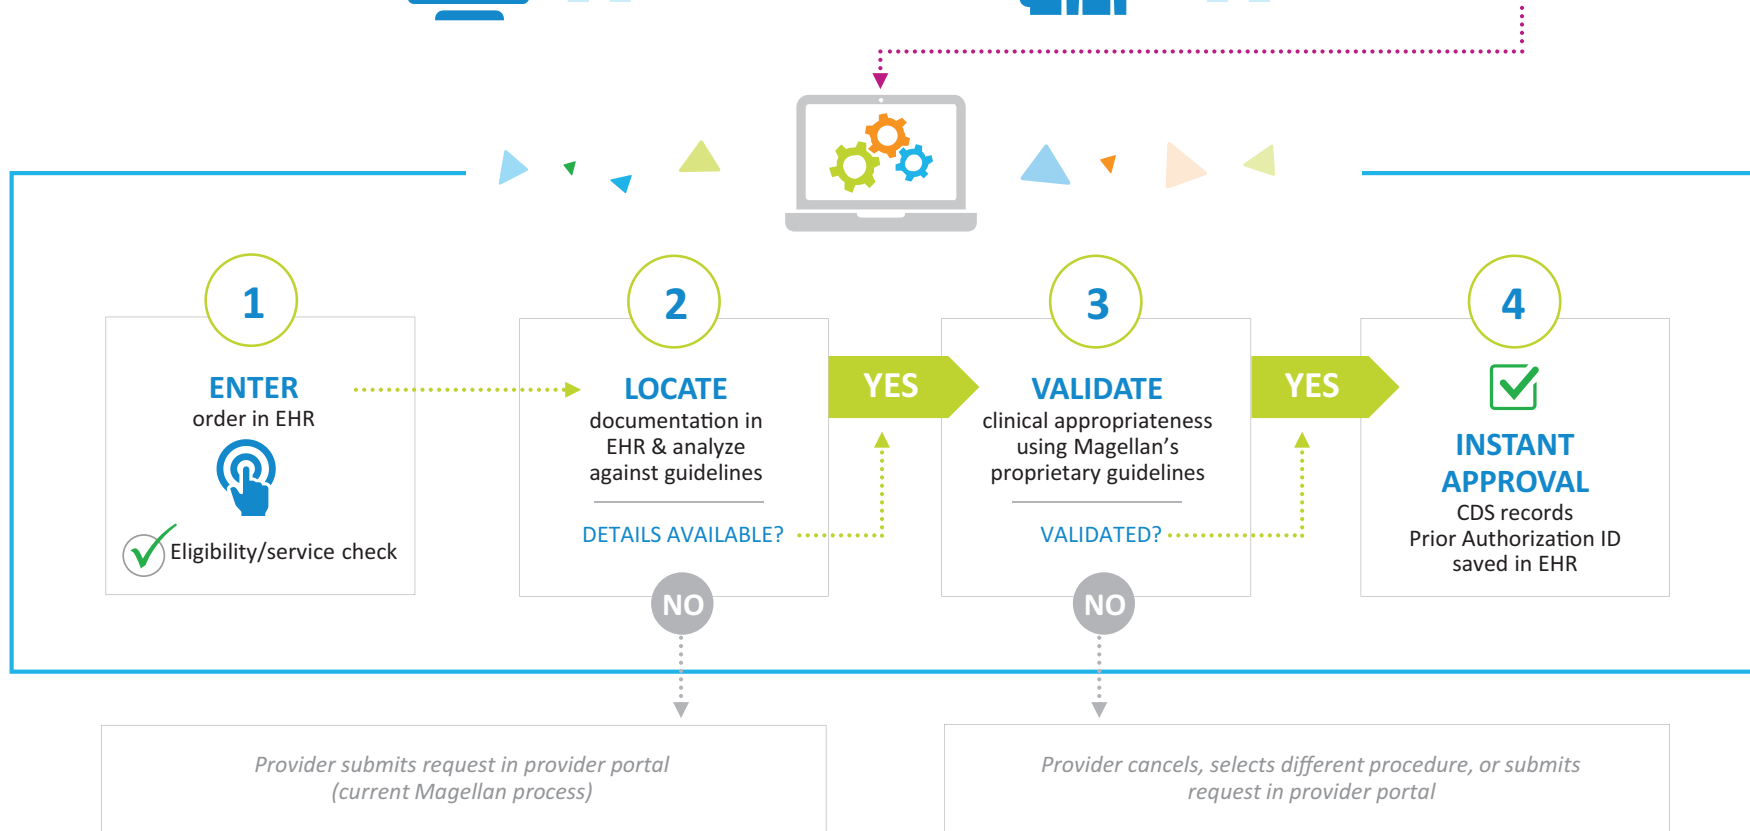 1
ENTER
order in EHR
Eligibility/service check
2
LOCATE
documentation in
EHR & analyze
against guidelines
DETAILS AVAILABLE?
YES
NO
3
VALIDATE
clinical appropriateness
using Magellan’s
proprietary guidelines
VALIDATED?
YES
NO
4
INSTANT
APPROVAL
CDS records
Prior Authorization ID
saved in EHR
Provider submits request in provider portal
(current Magellan process)
Provider cancels, selects different procedure, or submits
request in provider portal